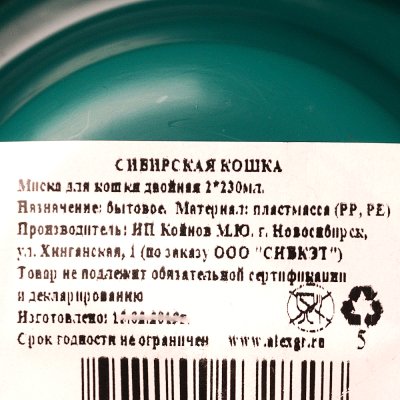 СИБИРСКАЯ КОШКА
Миска для кошки двойная 2*230мл.
Назначение: бытовое. Материал: пластмасса (PP, PE)
Производитель: ИП Койнов М.Ю. г. Новосибирск,
ул. Хинганская, 1 (по заказу ООО "СИБКЭТ")
Товар не подлежит обязательной сертификации
и декларированию
Изготовлено:
Срок годности не ограничен www.alexgr.ru
5